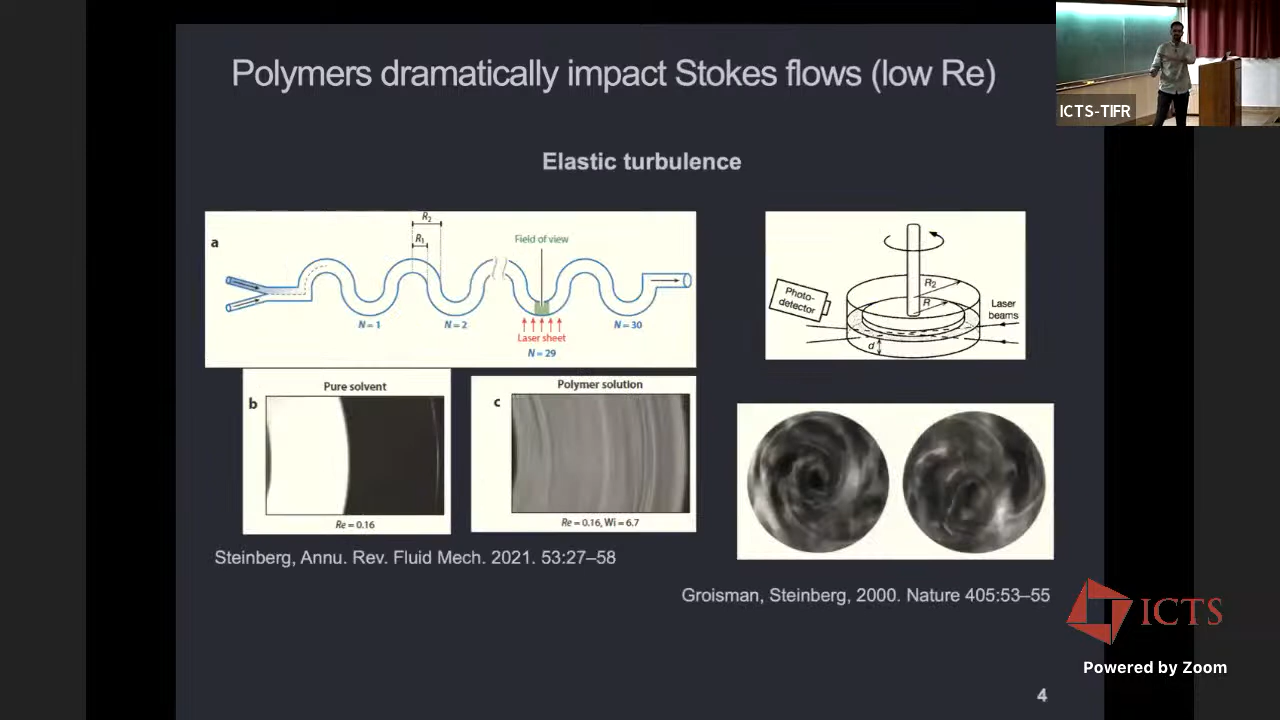 Polymers dramatically impact Stokes flows (low Re)
ICTS-TIFR
Elastic turbulence
a
R2
R1
Field of view
N = 1
N = 2
Laser sheet
N = 29
N = 30
Photo-
detector
R2
R
Laser
beams
d
Pure solvent
b
Re = 0.16
Polymer solution
c
Re = 0.16, Wi = 6.7
Steinberg, Annu. Rev. Fluid Mech. 2021. 53:27–58
Groisman, Steinberg, 2000. Nature 405:53–55
ICTS
Powered by Zoom
4